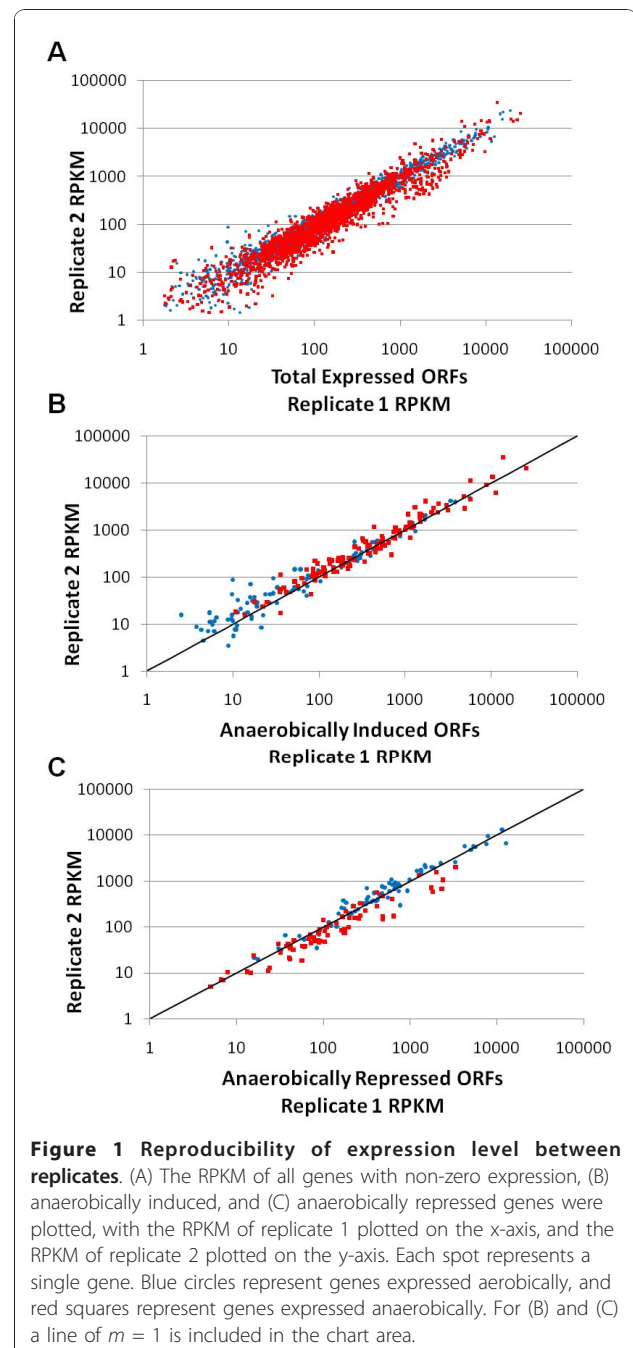 A
100000
10000
1000
100
10
1
Replicate 2 RPKM
1 10 100 1000 10000 100000
Total Expressed ORFs
Replicate 1 RPKM
B
100000
10000
1000
100
10
1
Replicate 2 RPKM
1 10 100 1000 10000 100000
Anaerobically Induced ORFs
Replicate 1 RPKM
C
100000
10000
1000
100
10
1
Replicate 2 RPKM
1 10 100 1000 10000 100000
Anaerobically Repressed ORFs
Replicate 1 RPKM
Figure 1 Reproducibility of expression level between
replicates. (A) The RPKM of all genes with non-zero expression, (B)
anaerobically induced, and (C) anaerobically repressed genes were
plotted, with the RPKM of replicate 1 plotted on the x-axis, and the
RPKM of replicate 2 plotted on the y-axis. Each spot represents a
single gene. Blue circles represent genes expressed aerobically, and
red squares represent genes expressed anaerobically. For (B) and (C)
a line of m = 1 is included in the chart area.